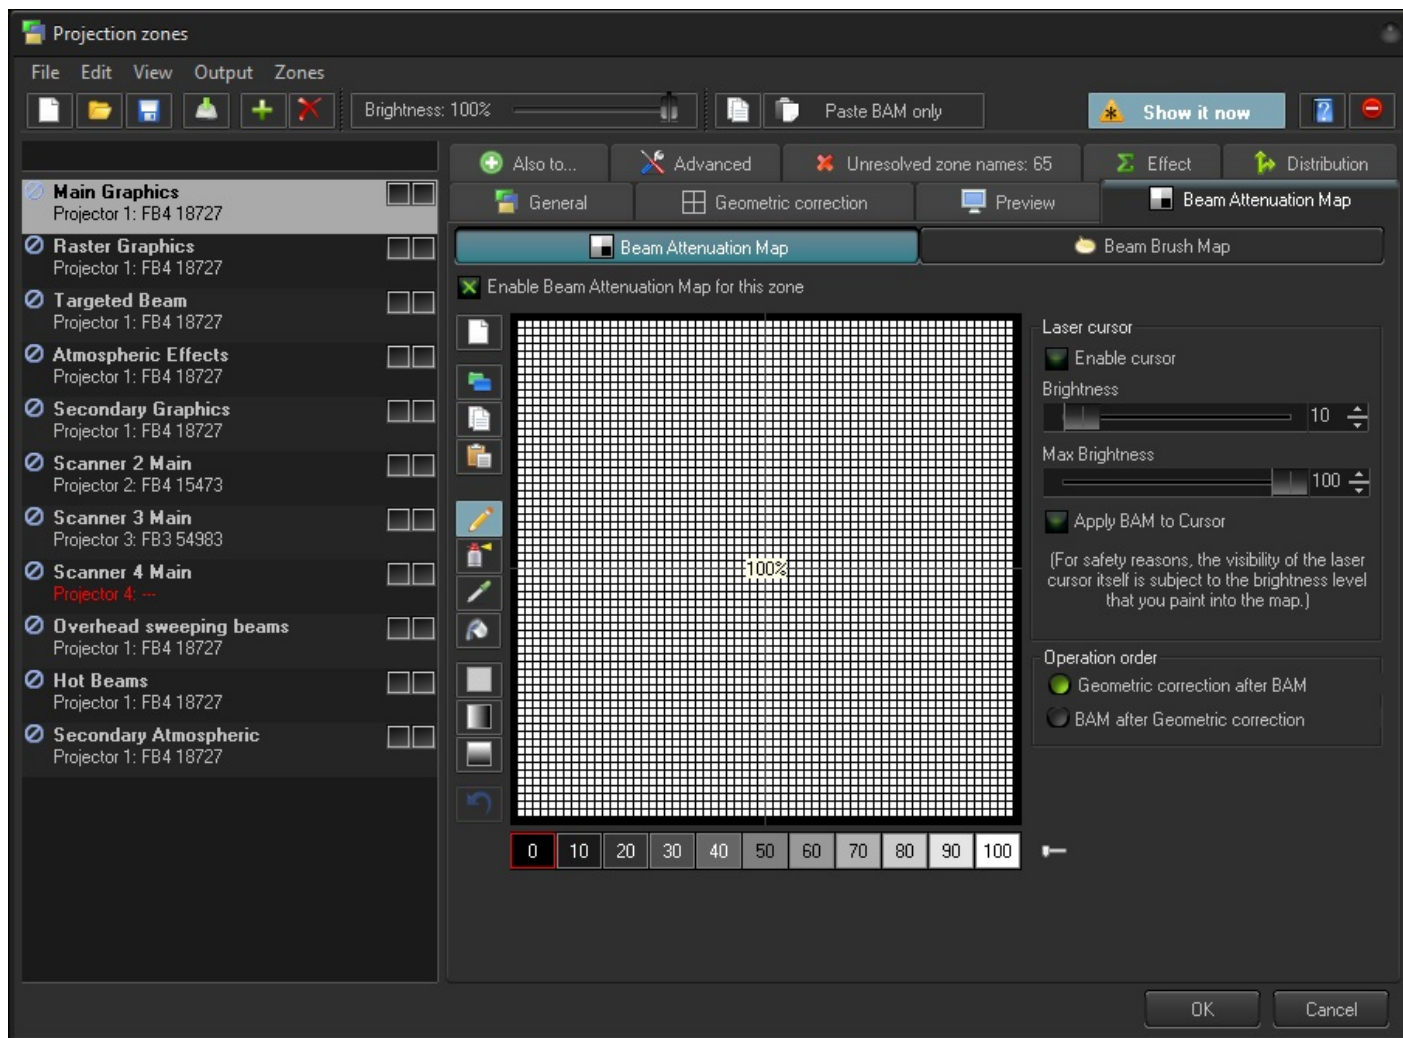 Projection zones
File Edit View Output Zones
Brightness: 100%
Paste BAM only
Show it now
Main Graphics
Projector 1: FB4 18727
Raster Graphics
Projector 1: FB4 18727
Targeted Beam
Projector 1: FB4 18727
Atmospheric Effects
Projector 1: FB4 18727
Secondary Graphics
Projector 1: FB4 18727
Scanner 2 Main
Projector 2: FB4 15473
Scanner 3 Main
Projector 3: FB3 54983
Scanner 4 Main
Projector 4: ---
Overhead sweeping beams
Projector 1: FB4 18727
Hot Beams
Projector 1: FB4 18727
Secondary Atmospheric
Projector 1: FB4 18727
Also to... Advanced Unresolved zone names: 65 Effect Distribution
General Geometric correction Preview Beam Attenuation Map
Beam Attenuation Map Beam Brush Map
Enable Beam Attenuation Map for this zone
100%
0 10 20 30 40 50 60 70 80 90 100
Laser cursor
Enable cursor
Brightness
10
Max Brightness
100
Apply BAM to Cursor
(For safety reasons, the visibility of the laser
cursor itself is subject to the brightness level
that you paint into the map.)
Operation order
Geometric correction after BAM
BAM after Geometric correction
OK Cancel